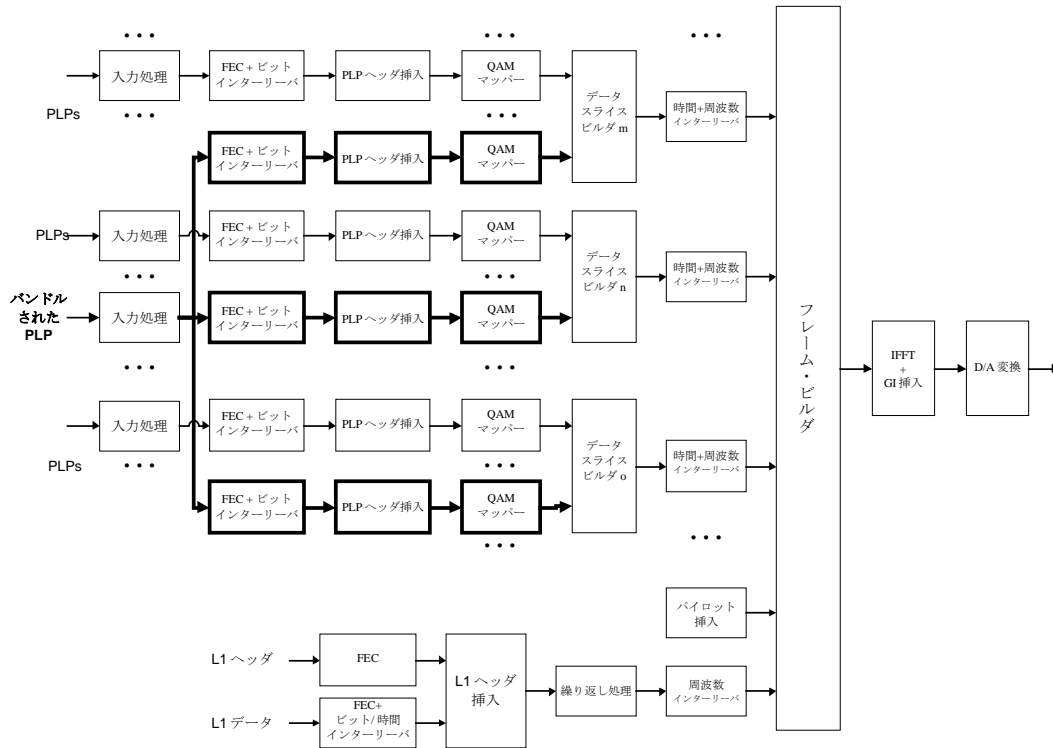 • • •
• • •
• • •
入力処理
FEC + ビット
インターリーバ
PLP ヘッダ挿入
QAM
マッパー
PLPs
• • •
• • •
データ
スライス
ビルダ m
時間+周波数
インターリーバ
FEC + ビット
インターリーバ
PLP ヘッダ挿入
QAM
マッパー
PLPs
入力処理
FEC + ビット
インターリーバ
PLP ヘッダ挿入
QAM
マッパー
• • •
• • •
データ
スライス
ビルダ n
時間+周波数
インターリーバ
バンドル
された
PLP
入力処理
FEC + ビット
インターリーバ
PLP ヘッダ挿入
QAM
マッパー
• • •
• • •
フレーム・ビルダ
IFFT
+
GI 挿入
D/A 変換
入力処理
FEC + ビット
インターリーバ
PLP ヘッダ挿入
QAM
マッパー
PLPs
• • •
• • •
データ
スライス
ビルダ o
時間+周波数
インターリーバ
FEC + ビット
インターリーバ
PLP ヘッダ挿入
QAM
マッパー
• • •
• • •
パイロット
挿入
L1 ヘッダ
FEC
L1 ヘッダ
挿入
繰り返し処理
周波数
インターリーバ
L1 データ
FEC+
ビット/ 時間
インターリーバ